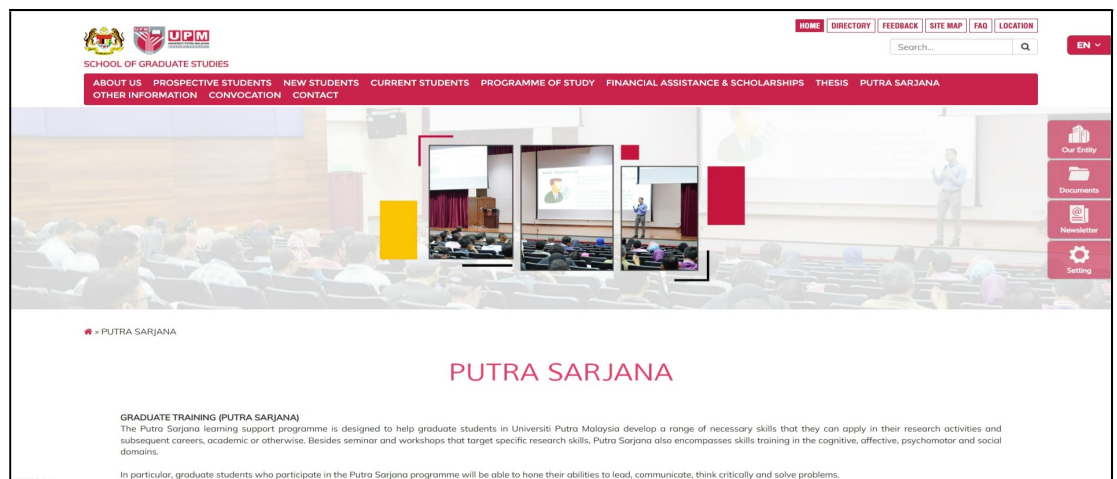 HOME DIRECTORY FEEDBACK SITE MAP FAQ LOCATION
UPM
UPM
Search...
EN
SCHOOL OF GRADUATE STUDIES
ABOUT US PROSPECTIVE STUDENTS NEW STUDENTS CURRENT STUDENTS PROGRAMME OF STUDY FINANCIAL ASSISTANCE & SCHOLARSHIPS THESIS PUTRA SARJANA
OTHER INFORMATION CONVOCATION CONTACT
Our Entity
Documents
Newsletter
Setting
» PUTRA SARJANA
PUTRA SARJANA
GRADUATE TRAINING (PUTRA SARJANA)
The Putra Sarjana learning support programme is designed to help graduate students in Universiti Putra Malaysia develop a range of necessary skills that they can apply in their research activities and
subsequent careers, academic or otherwise. Besides seminar and workshops that target specific research skills, Putra Sarjana also encompasses skills training in the cognitive, affective, psychomotor and social
domains.
In particular, graduate students who participate in the Putra Sarjana programme will be able to hone their abilities to lead, communicate, think critically and solve problems.